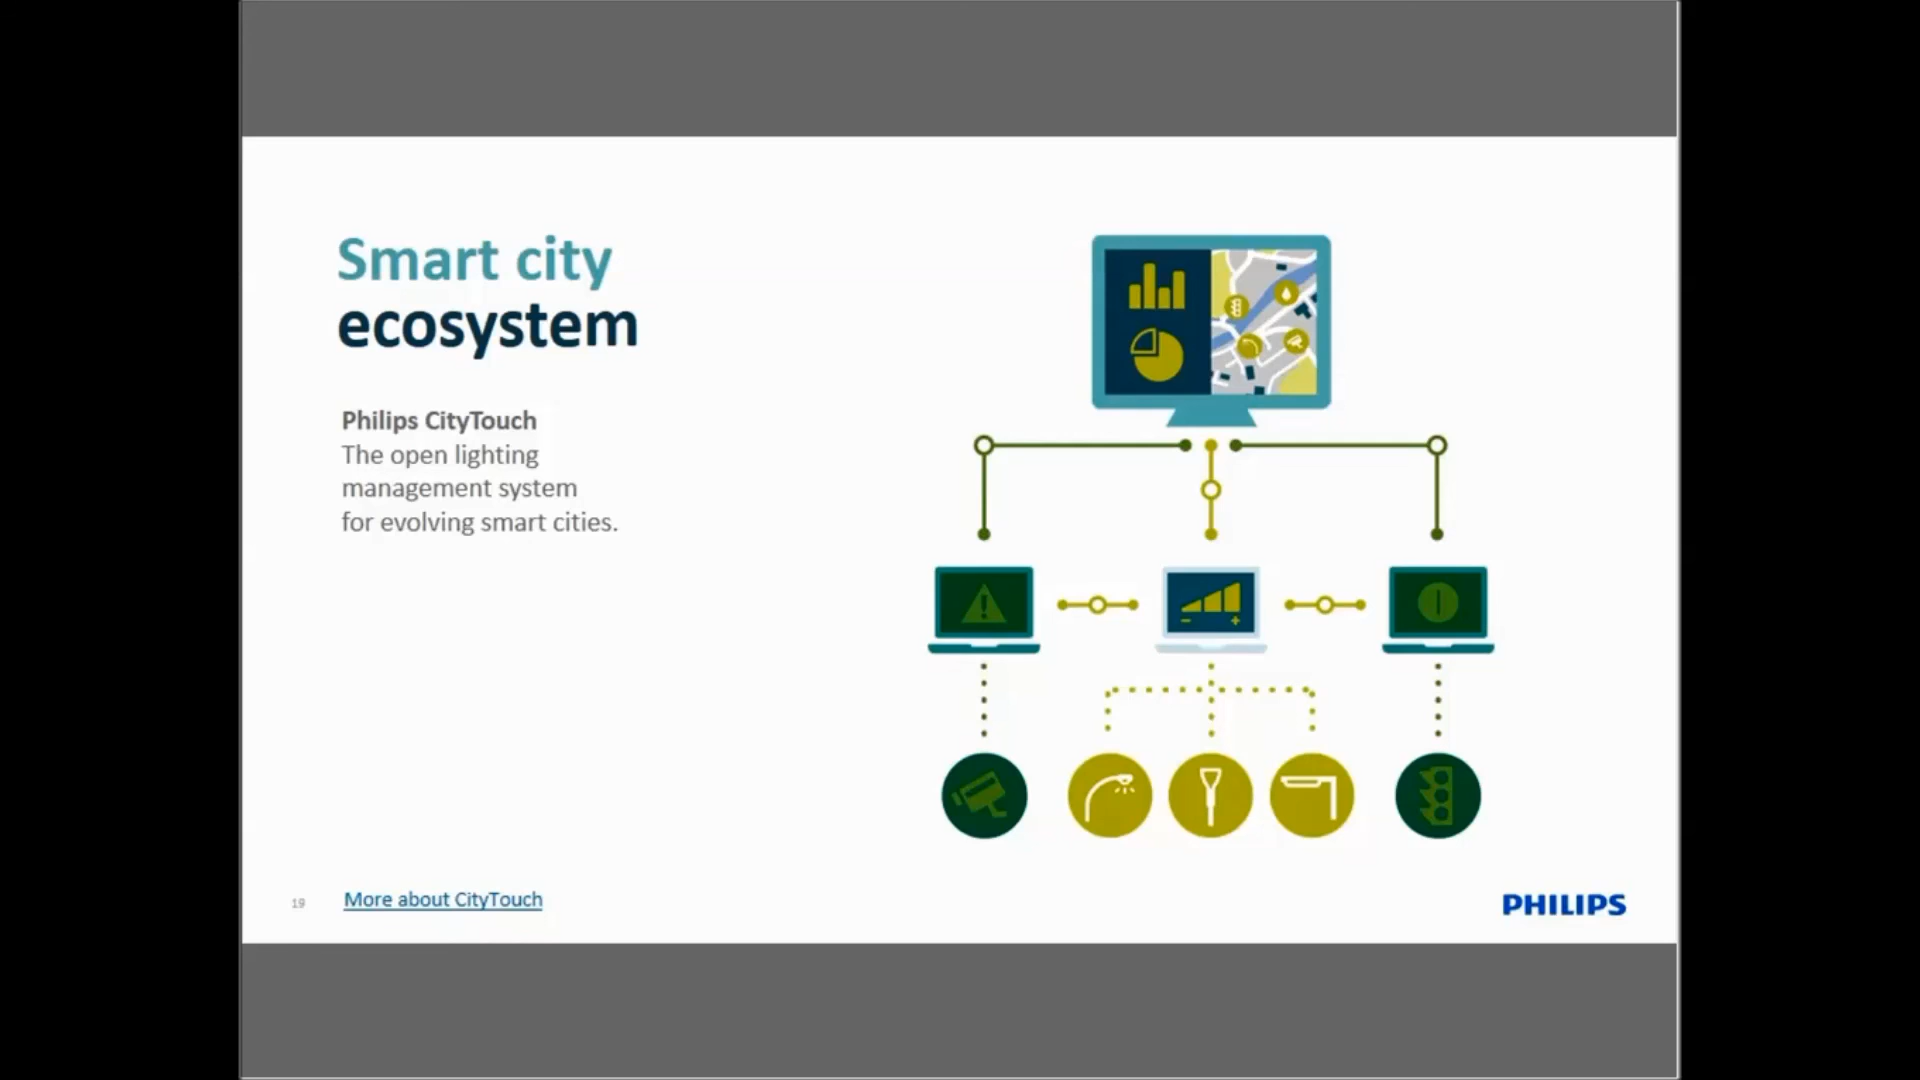 Smart city
ecosystem
Philips CityTouch
The open lighting
management system
for evolving smart cities.
19
More about CityTouch
PHILIPS